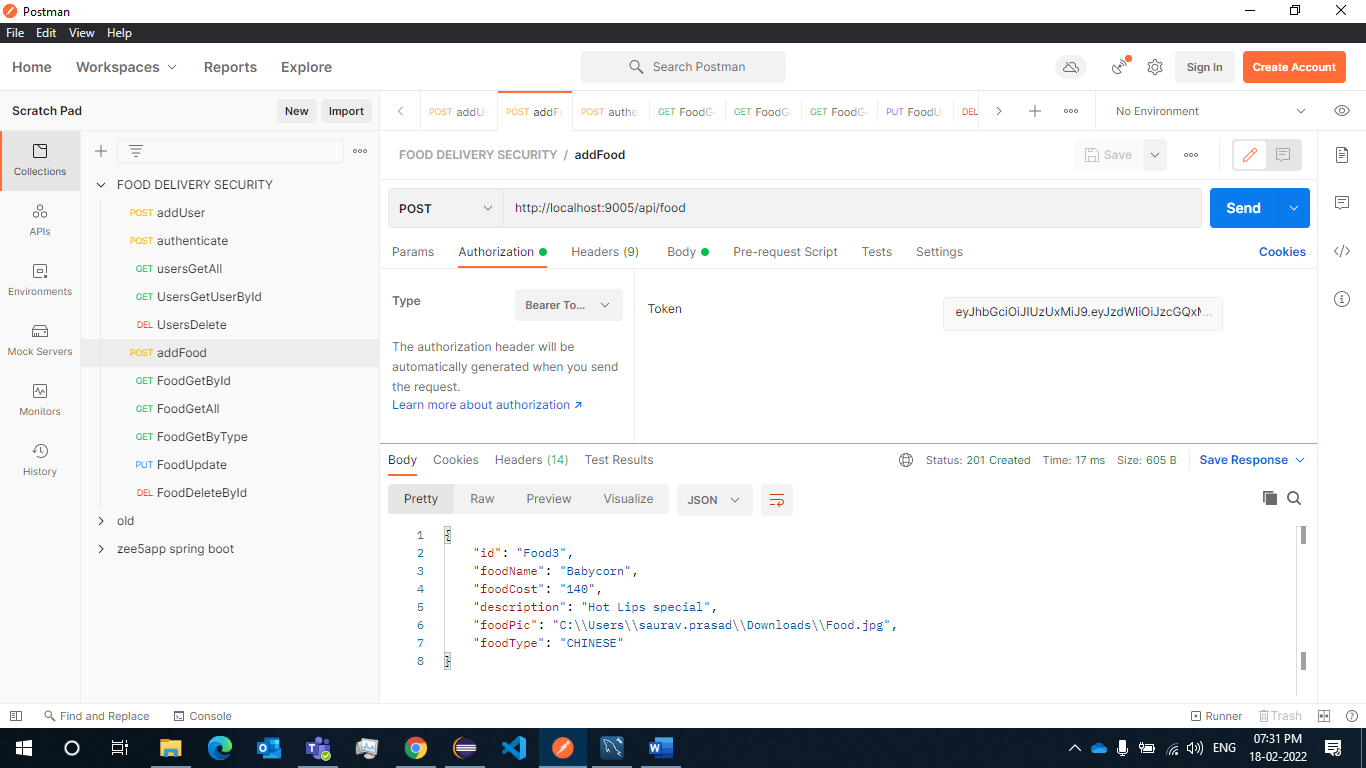 Postman
File Edit View Help
Home Workspaces Reports Explore Search Postman Sign In Create Account
Scratch Pad New Import
POST addU POST addF POST authe GET FoodG GET FoodG GET FoodG PUT FoodU DEL No Environment
Collections
APIs
Environments
Mock Servers
Monitors
History
FOOD DELIVERY SECURITY
POST addUser
POST authenticate
GET usersGetAll
GET UsersGetUserById
DEL UsersDelete
POST addFood
GET FoodGetById
GET FoodGetAll
GET FoodGetByType
PUT FoodUpdate
DEL FoodDeleteById
old
zee5app spring boot
FOOD DELIVERY SECURITY / addFood
Save
POST http://localhost:9005/api/food Send
Params Authorization Headers (9) Body Pre-request Script Tests Settings Cookies
Type Bearer To...
The authorization header will be
automatically generated when you send
the request.
Learn more about authorization ↗
Token
Body Cookies Headers (14) Test Results Status: 201 Created Time: 17 ms Size: 605 B Save Response
Pretty Raw Preview Visualize JSON
1 {
2 "id": "Food3",
3 "foodName": "Babycorn",
4 "foodCost": "140",
5 "description": "Hot Lips special",
6 "foodPic": "C:\\Users\\saurav.prasad\\Downloads\\Food.jpg",
7 "foodType": "CHINESE"
8 }
Find and Replace Console Runner Trash
ENG 07:31 PM
18-02-2022